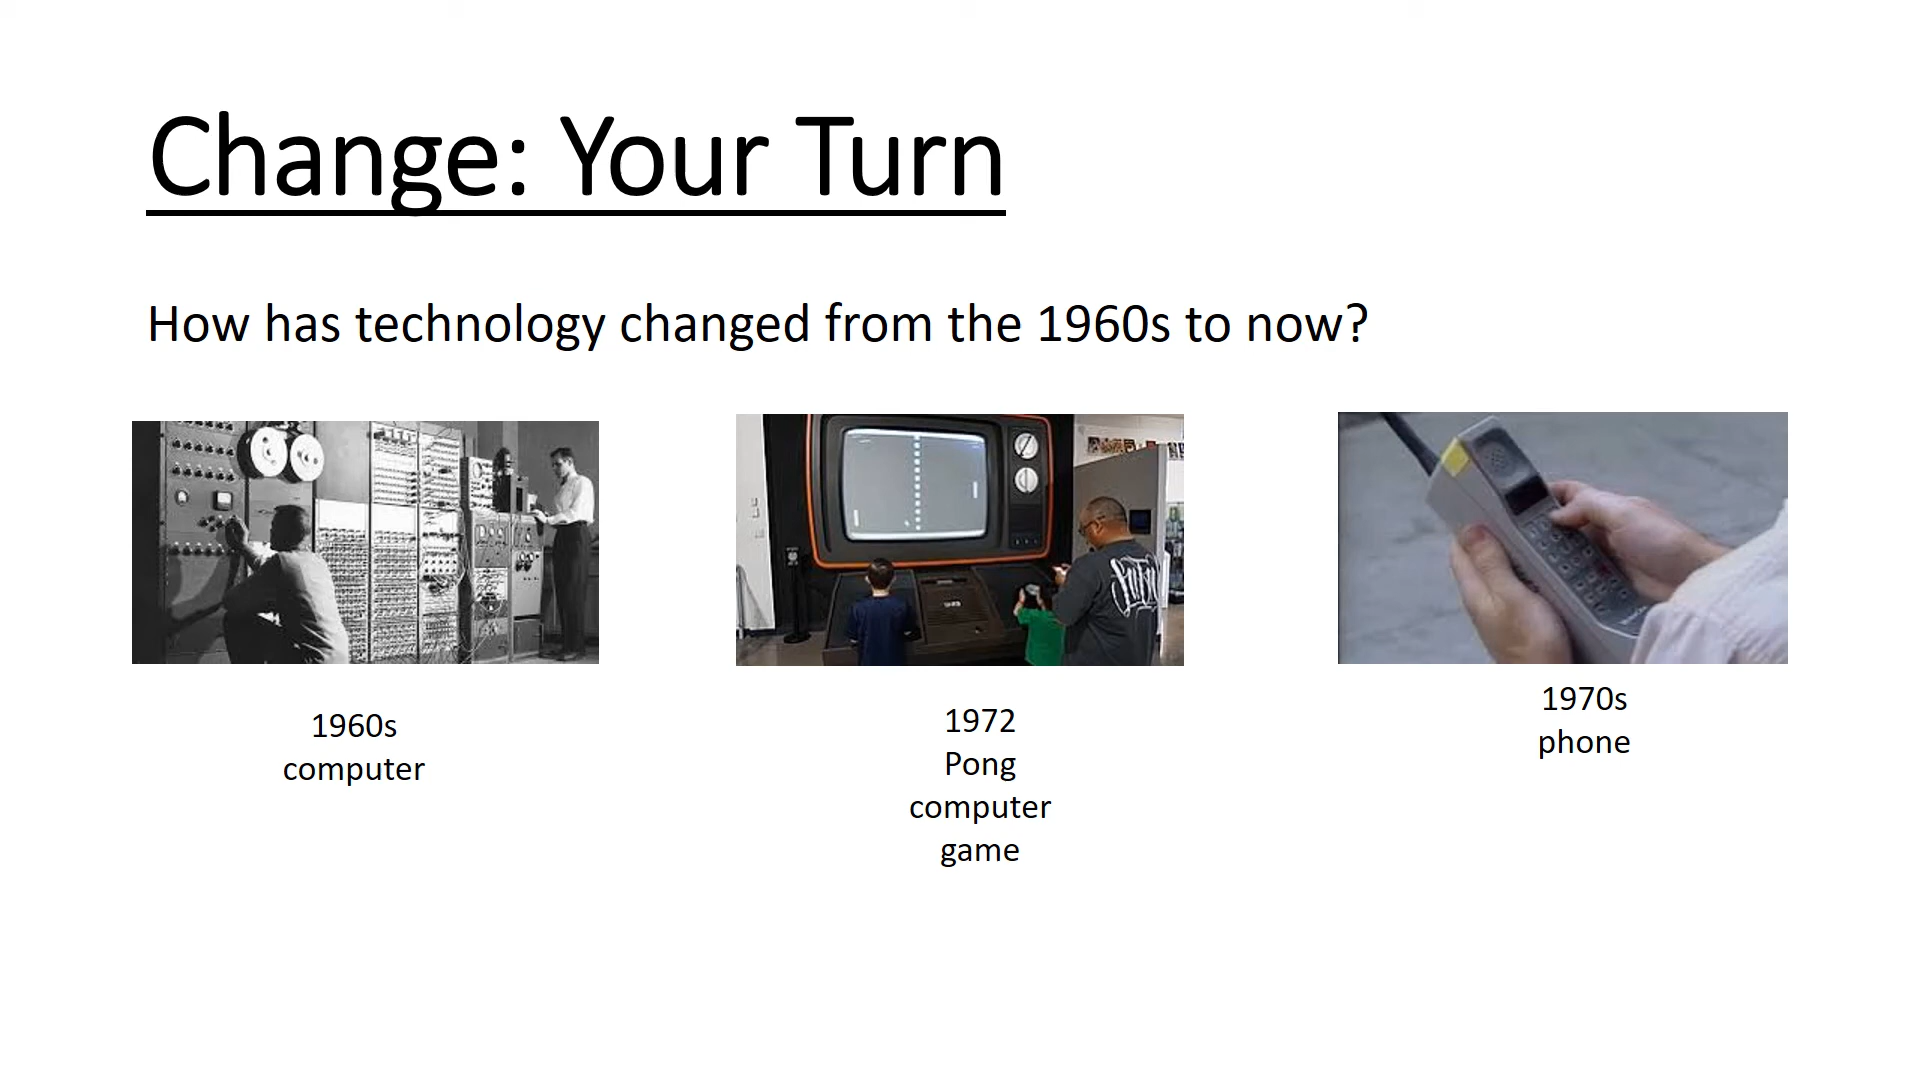 Change: Your Turn
How has technology changed from the 1960s to now?
1960s
computer
1972
Pong
computer
game
1970s
phone